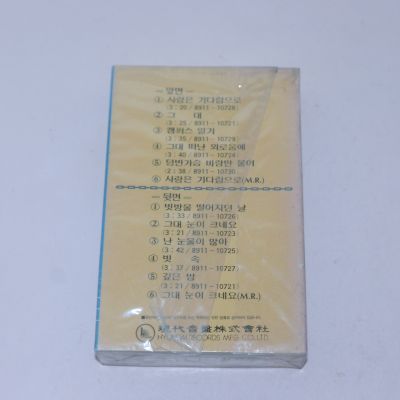 — 앞면 —
① 사랑은 기다림으로
(3 : 20 / 8911 – 10728)
② 그 대
(3 : 25 / 8911 – 10721)
③ 캠퍼스 일기
(3 : 35 / 8911 – 10729)
④ 그대 떠난 외로움에
(3 : 40 / 8911 – 10724)
⑤ 텅빈가슴 바람만 불어
(2 : 38 / 8911 – 10730)
⑥ 사랑은 기다림으로(M.R.)
— 뒷면 —
① 빗방울 떨어지던 날
(3 : 33 / 8911 – 10726)
② 그대 눈이 크네요
(3 : 21 / 8911 – 10723)
③ 난 눈물이 많아
(3 : 42 / 8911 – 10725)
④ 빗 속
(3 : 37 / 8911 – 10727)
⑤ 깊은 밤
(3 : 21 / 8911 – 10721)
⑥ 그대 눈이 크네요(M.R.)
現代音盤株式會社
HYUNDAI RECORDS MFG. CO., LTD.